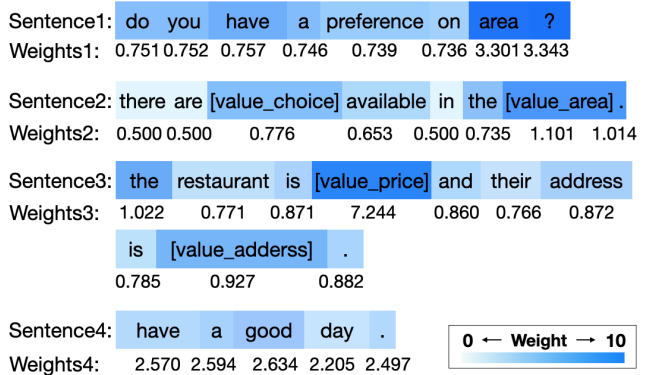 Sentence1: do you have a preference on area ?
Weights1: 0.751 0.752 0.757 0.746 0.739 0.736 3.301 3.343
Sentence2: there are [value_choice] available in the [value_area] .
Weights2: 0.500 0.500 0.776 0.653 0.500 0.735 1.101 1.014
Sentence3: the restaurant is [value_price] and their address
Weights3: 1.022 0.771 0.871 7.244 0.860 0.766 0.872
is [value_adderss] .
0.785 0.927 0.882
Sentence4: have a good day .
Weights4: 2.570 2.594 2.634 2.205 2.497
0 ← Weight → 10